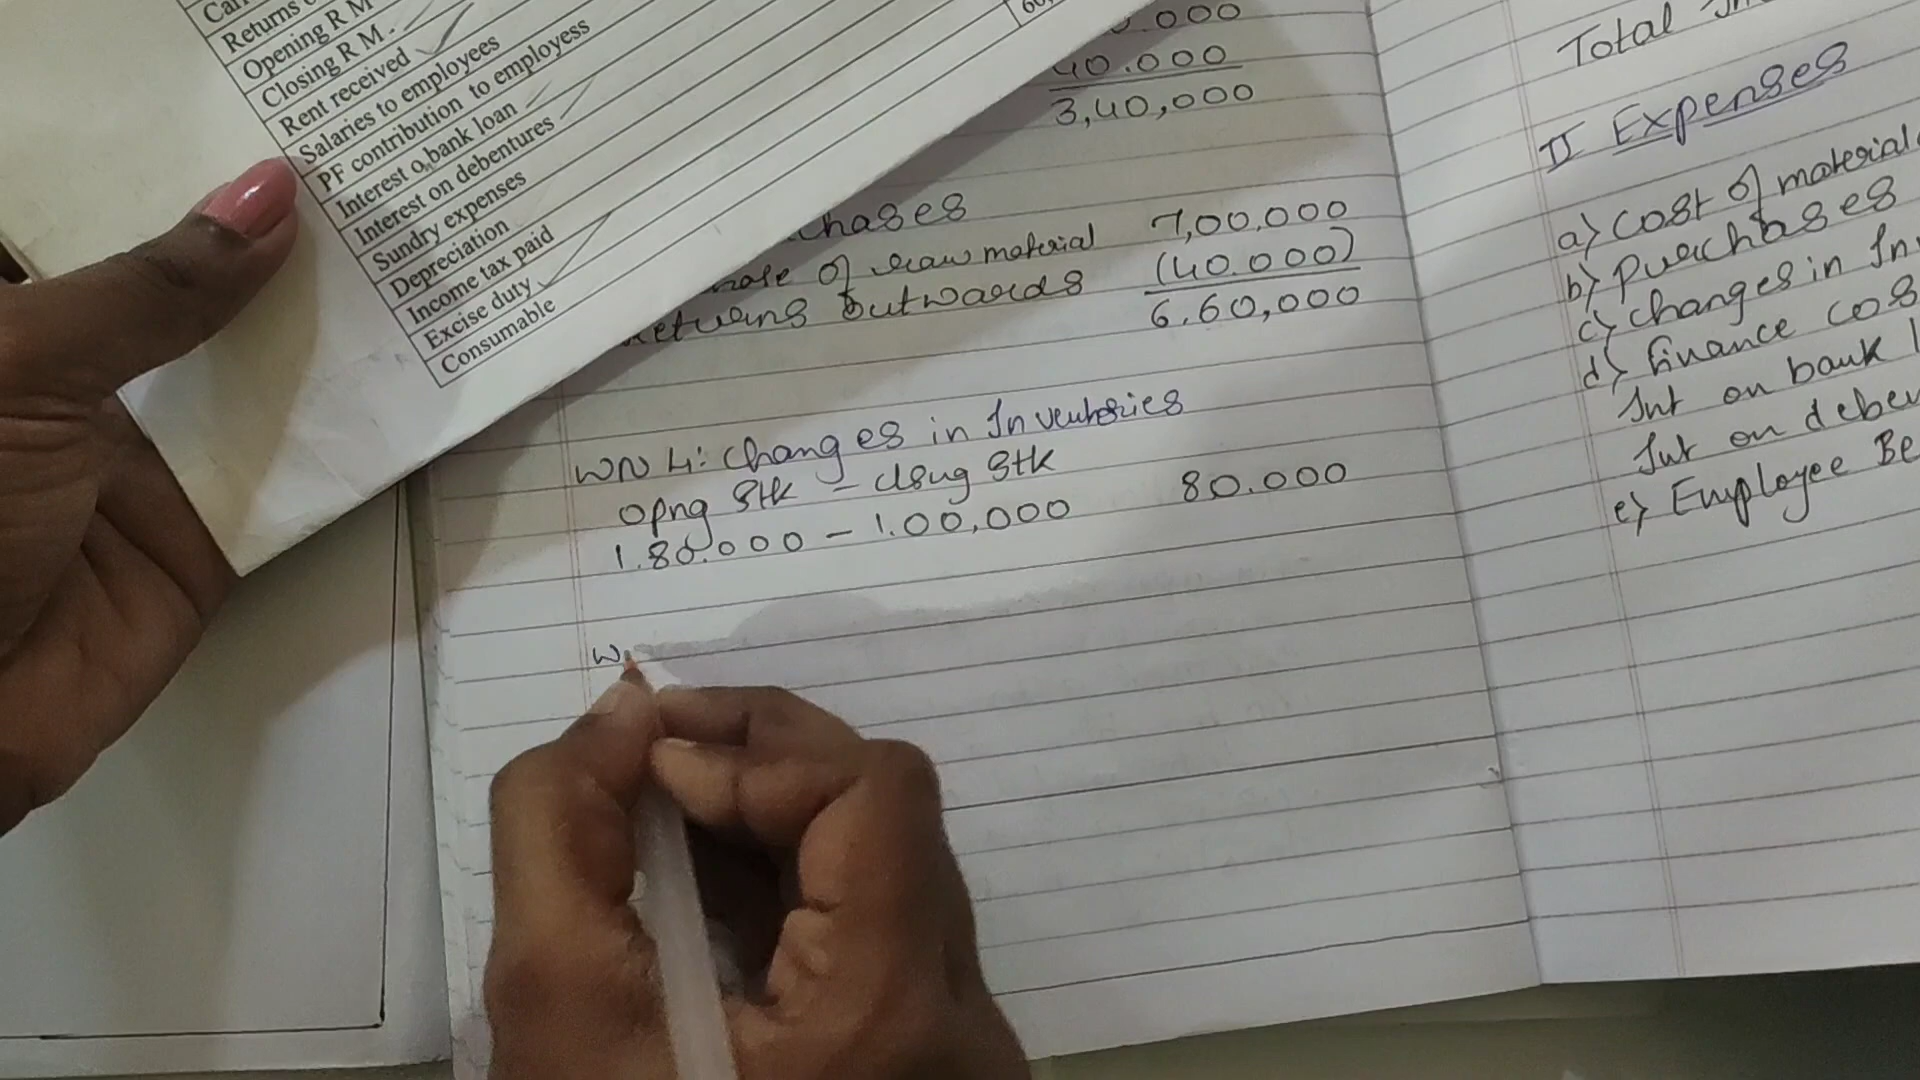 Returns
Opening R M
Closing R M.
Rent received
Salaries to employees
PF contribution to employess
Interest o, bank loan
Interest on debentures
Sundry expenses
Depreciation
Income tax paid
Excise duty
Consumable
40.000
3,40,000
chases
of raw material 7,00,000
Returns outwards (40.000)
6,60,000
WN 4: Changes in Inventories
opng Stk - clsng Stk
1.80.000 - 1.00,000 80.000
W
Total
II Expenses
a) Cost of material
b) Purchases
c) Changes in
d) finance
Int on bank
Int on
e) Employee